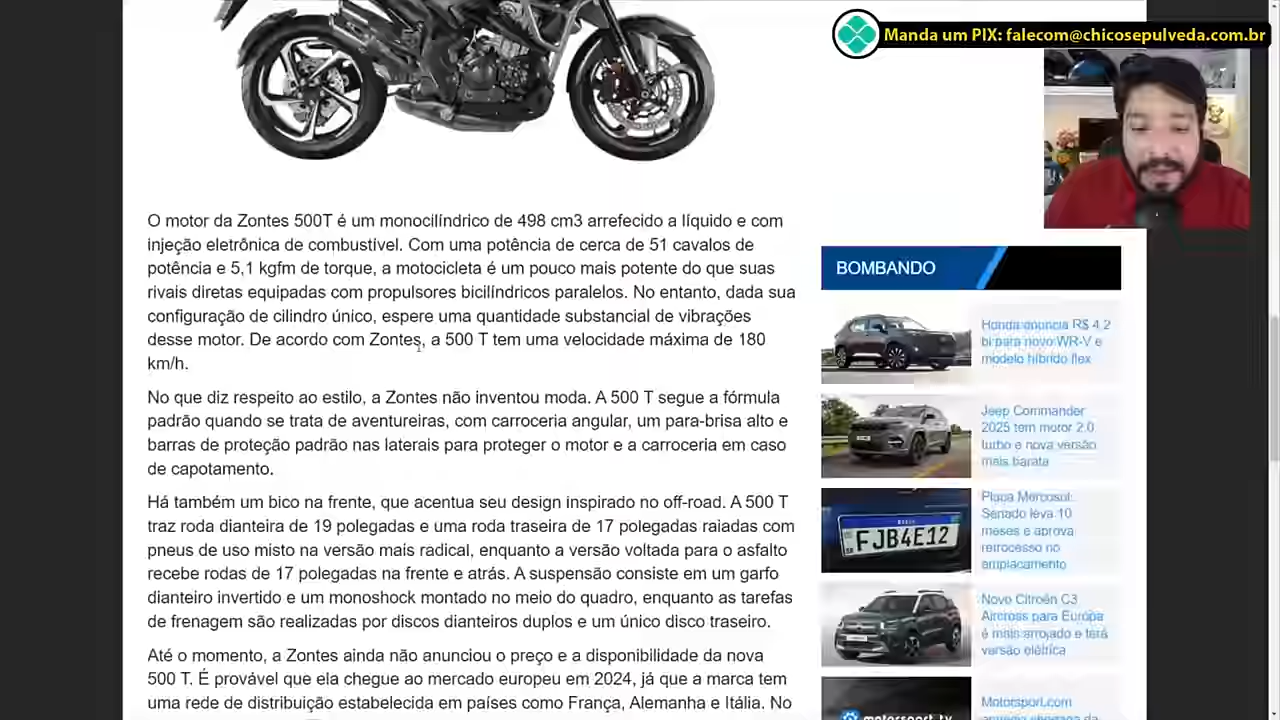 Manda um PIX: falecom@chicosepulveda.com.br
O motor da Zontes 500T é um monocilíndrico de 498 cm3 arrefecido a líquido e com
injeção eletrônica de combustível. Com uma potência de cerca de 51 cavalos de
potência e 5,1 kgfm de torque, a motocicleta é um pouco mais potente do que suas
rivais diretas equipadas com propulsores bicilíndricos paralelos. No entanto, dada sua
configuração de cilindro único, espere uma quantidade substancial de vibrações
desse motor. De acordo com Zontes, a 500 T tem uma velocidade máxima de 180
km/h.
No que diz respeito ao estilo, a Zontes não inventou moda. A 500 T segue a fórmula
padrão quando se trata de aventureiras, com carroceria angular, um para-brisa alto e
barras de proteção padrão nas laterais para proteger o motor e a carroceria em caso
de capotamento.
Há também um bico na frente, que acentua seu design inspirado no off-road. A 500 T
traz roda dianteira de 19 polegadas e uma roda traseira de 17 polegadas raiadas com
pneus de uso misto na versão mais radical, enquanto a versão voltada para o asfalto
recebe rodas de 17 polegadas na frente e atrás. A suspensão consiste em um garfo
dianteiro invertido e um monoshock montado no meio do quadro, enquanto as tarefas
de frenagem são realizadas por discos dianteiros duplos e um único disco traseiro.
Até o momento, a Zontes ainda não anunciou o preço e a disponibilidade da nova
500 T. É provável que ela chegue ao mercado europeu em 2024, já que a marca tem
uma rede de distribuição estabelecida em países como França, Alemanha e Itália. No
BOMBANDO
Honda anuncia R$ 4,2
bi para novo WR-V e
modelo híbrido flex
Jeep Commander
2025 tem motor 2.0
turbo e nova versão
mais barata
FJB4E12
Placa Mercosul:
Senado leva 10
meses e aprova
retrocesso no
emplacamento
Novo Citroën C3
Aircross para Europa
é mais arrojado e terá
versão elétrica
motorsport.tv
Motorsport.com